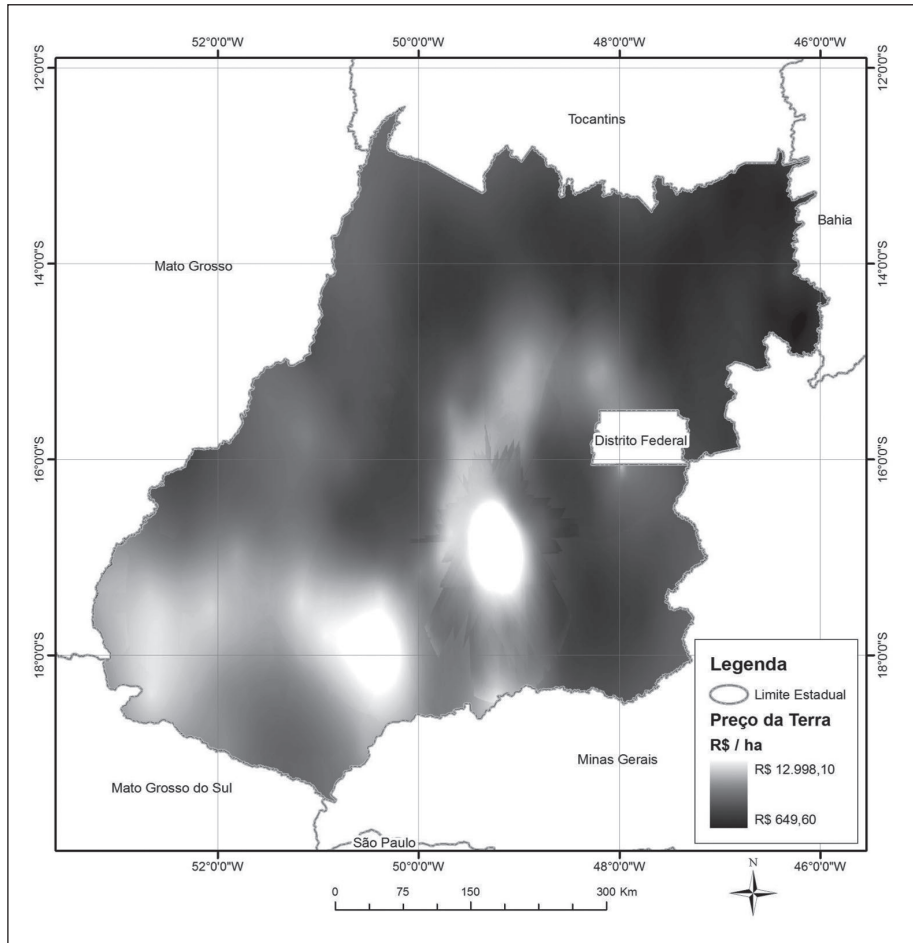 52°0'0"W 50°0'0"W 48°0'0"W 46°0'0"W
12°0'0"S 12°0'0"S
Tocantins
Bahia
Mato Grosso
14°0'0"S 14°0'0"S
Distrito Federal
16°0'0"S 16°0'0"S
18°0'0"S 18°0'0"S
Legenda
Limite Estadual
Preço da Terra
R$ / ha
R$ 12.998,10
R$ 649,60
Minas Gerais
Mato Grosso do Sul
São Paulo
52°0'0"W 50°0'0"W 48°0'0"W 46°0'0"W
N
0 75 150 300 Km